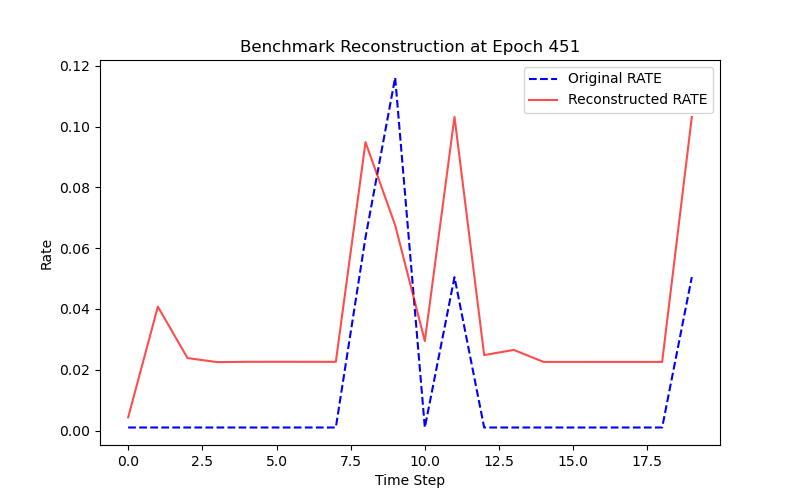 Benchmark Reconstruction at Epoch 451
Original RATE
Reconstructed RATE
0.12
0.10
0.08
0.06
0.04
0.02
0.00
Rate
0.0 2.5 5.0 7.5 10.0 12.5 15.0 17.5
Time Step